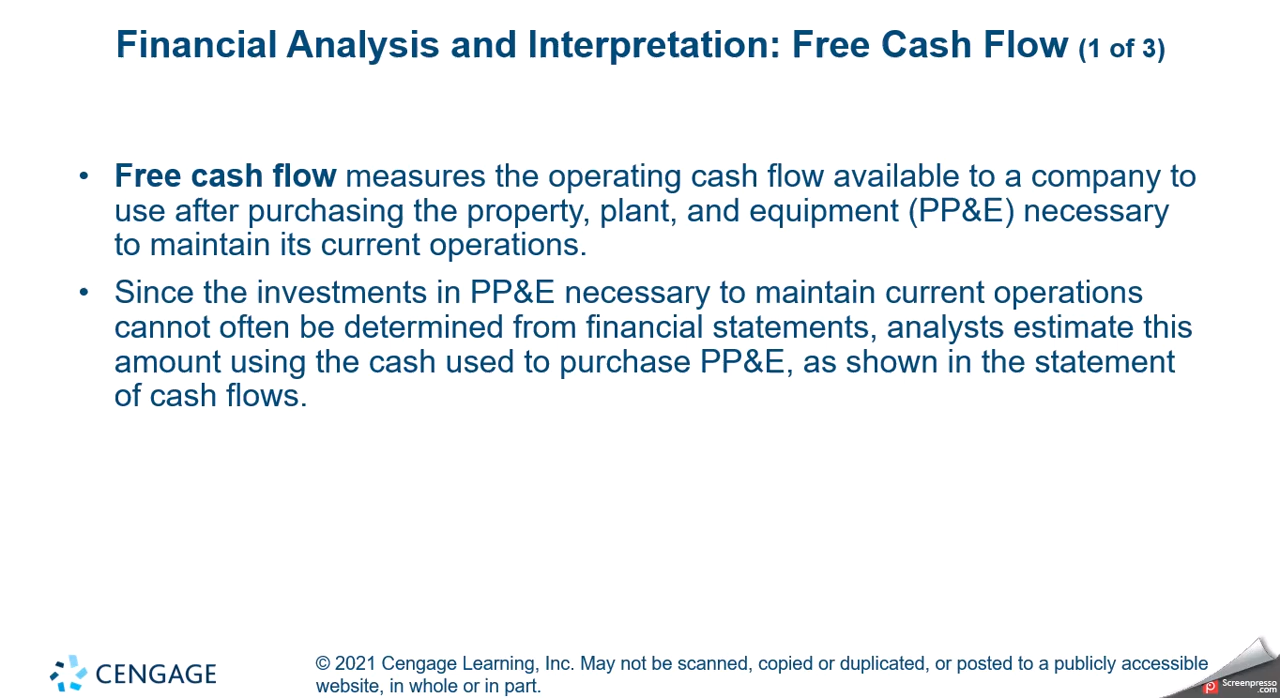 Financial Analysis and Interpretation: Free Cash Flow (1 of 3)
• Free cash flow measures the operating cash flow available to a company to
use after purchasing the property, plant, and equipment (PP&E) necessary
to maintain its current operations.
• Since the investments in PP&E necessary to maintain current operations
cannot often be determined from financial statements, analysts estimate this
amount using the cash used to purchase PP&E, as shown in the statement
of cash flows.
CENGAGE
© 2021 Cengage Learning, Inc. May not be scanned, copied or duplicated, or posted to a publicly accessible
website, in whole or in part.
Screenpresso
.com